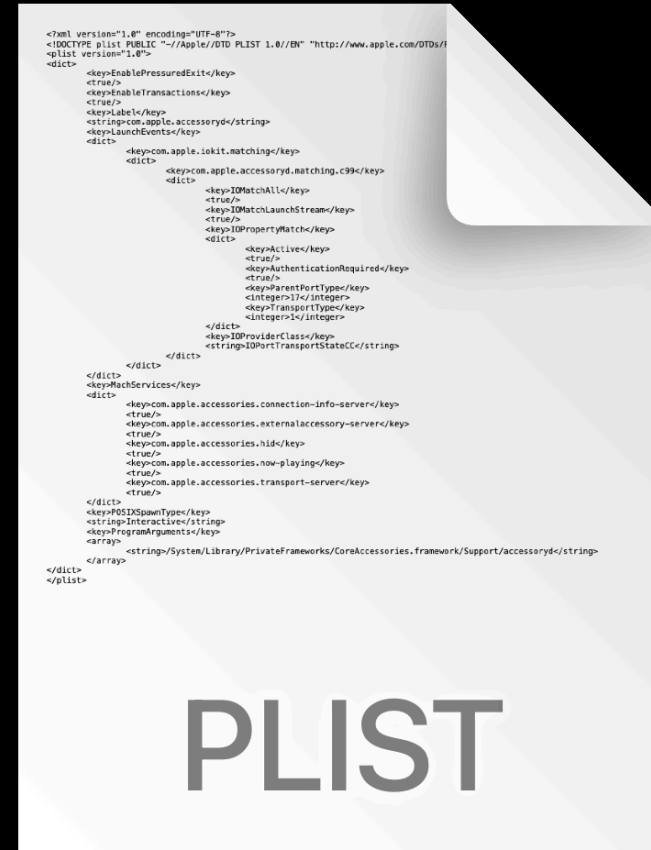 <?xml version="1.0" encoding="UTF-8"?>
<!DOCTYPE plist PUBLIC "-//Apple//DTD PLIST 1.0//EN" "http://www.apple.com/DTDs/
<plist version="1.0">
<dict>
<key>EnablePressuredExit</key>
<true/>
<key>EnableTransactions</key>
<true/>
<key>Label</key>
<string>com.apple.accessoryd</string>
<key>LaunchEvents</key>
<dict>
<key>com.apple.iokit.matching</key>
<dict>
<key>com.apple.accessoryd.matching.c99</key>
<dict>
<key>IOMatchAll</key>
<true/>
<key>IOMatchLaunchStream</key>
<true/>
<key>IOPropertyMatch</key>
<dict>
<key>Active</key>
<true/>
<key>AuthenticationRequired</key>
<true/>
<key>ParentPortType</key>
<integer>17</integer>
<key>TransportType</key>
<integer>1</integer>
</dict>
<key>IOProviderClass</key>
<string>IOPortTransportStateCC</string>
</dict>
</dict>
</dict>
<key>MachServices</key>
<dict>
<key>com.apple.accessories.connection-info-server</key>
<true/>
<key>com.apple.accessories.externalaccessory-server</key>
<true/>
<key>com.apple.accessories.hid</key>
<true/>
<key>com.apple.accessories.now-playing</key>
<true/>
<key>com.apple.accessories.transport-server</key>
<true/>
</dict>
<key>POSIXSpawnType</key>
<string>Interactive</string>
<key>ProgramArguments</key>
<array>
<string>/System/Library/PrivateFrameworks/CoreAccessories.framework/Support/accessoryd</string>
</array>
</dict>
</plist>
PLIST